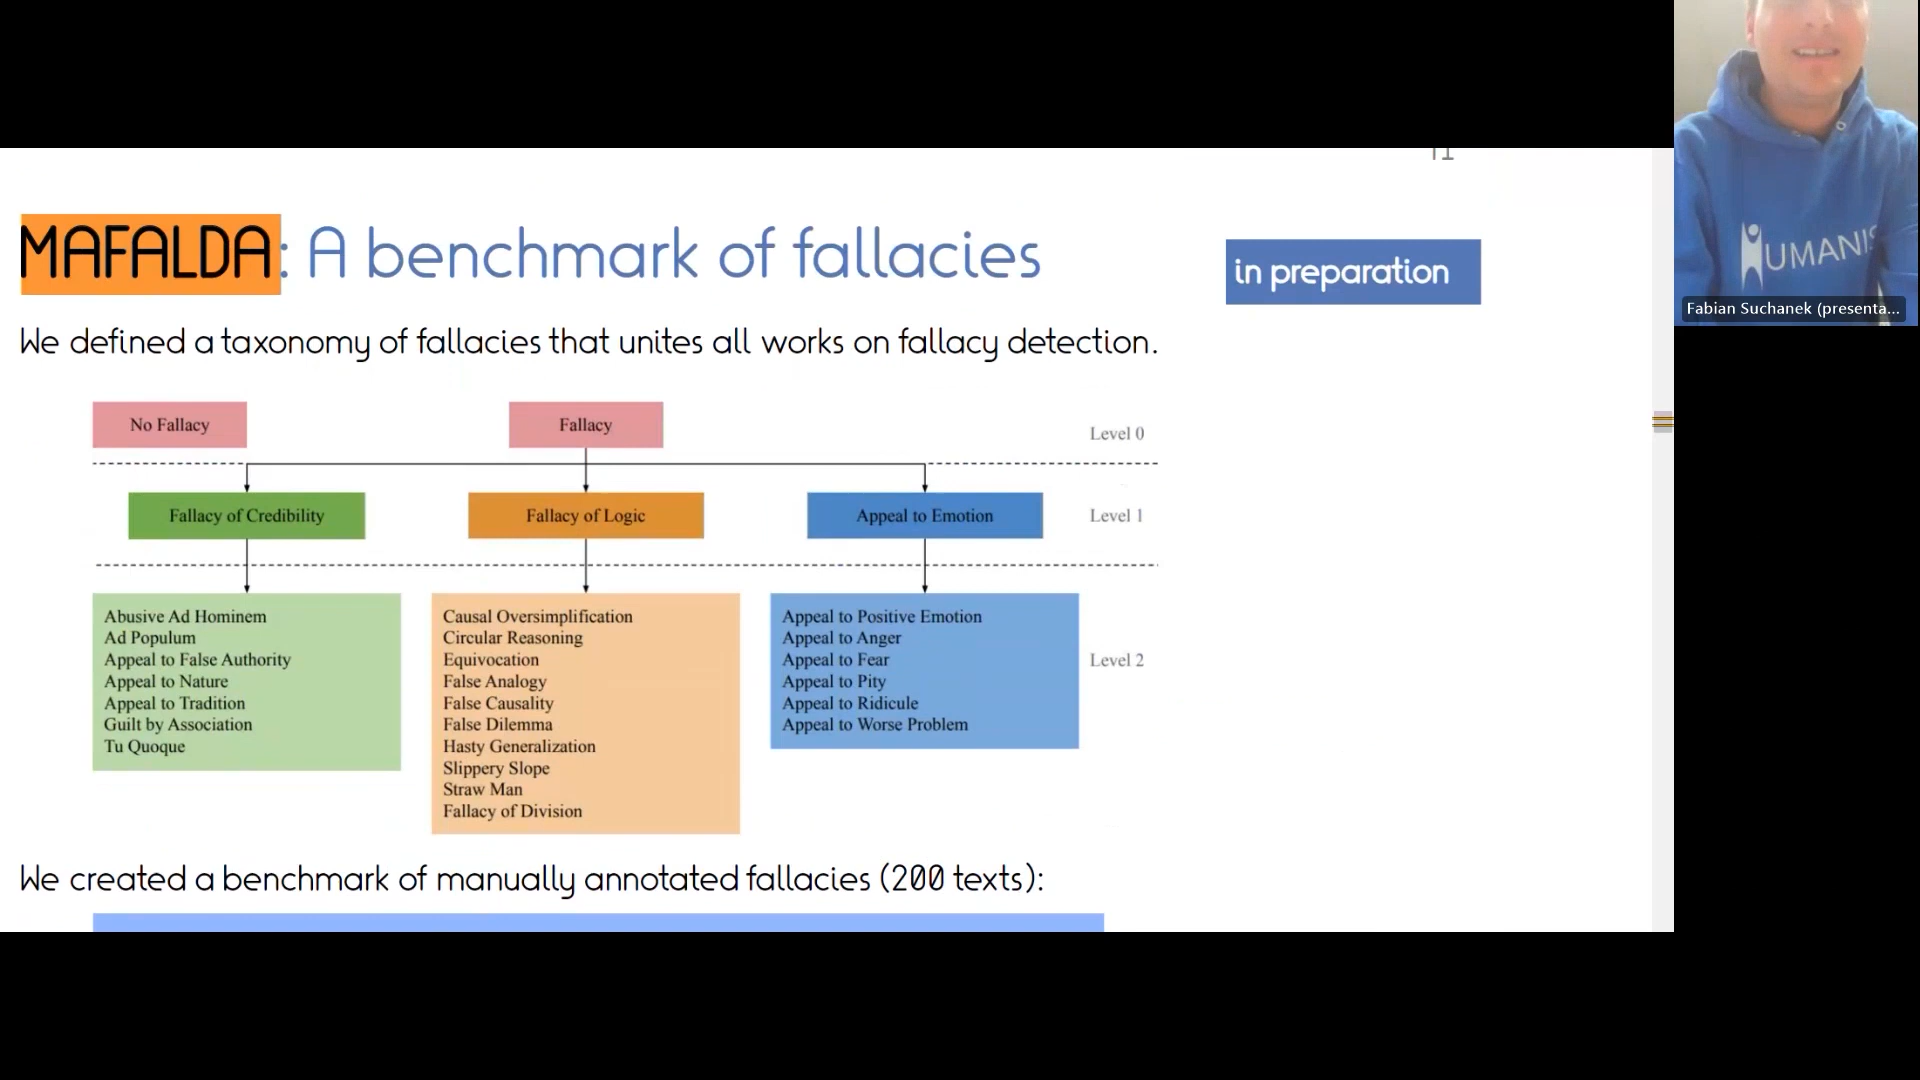 MAFALDA: A benchmark of fallacies
in preparation
We defined a taxonomy of fallacies that unites all works on fallacy detection.
No Fallacy
Fallacy
Level 0
Fallacy of Credibility
Fallacy of Logic
Appeal to Emotion
Level 1
Abusive Ad Hominem
Ad Populum
Appeal to False Authority
Appeal to Nature
Appeal to Tradition
Guilt by Association
Tu Quoque
Causal Oversimplification
Circular Reasoning
Equivocation
False Analogy
False Causality
False Dilemma
Hasty Generalization
Slippery Slope
Straw Man
Fallacy of Division
Appeal to Positive Emotion
Appeal to Anger
Appeal to Fear
Appeal to Pity
Appeal to Ridicule
Appeal to Worse Problem
Level 2
We created a benchmark of manually annotated fallacies (200 texts):
HUMANIS
Fabian Suchanek (presenta...